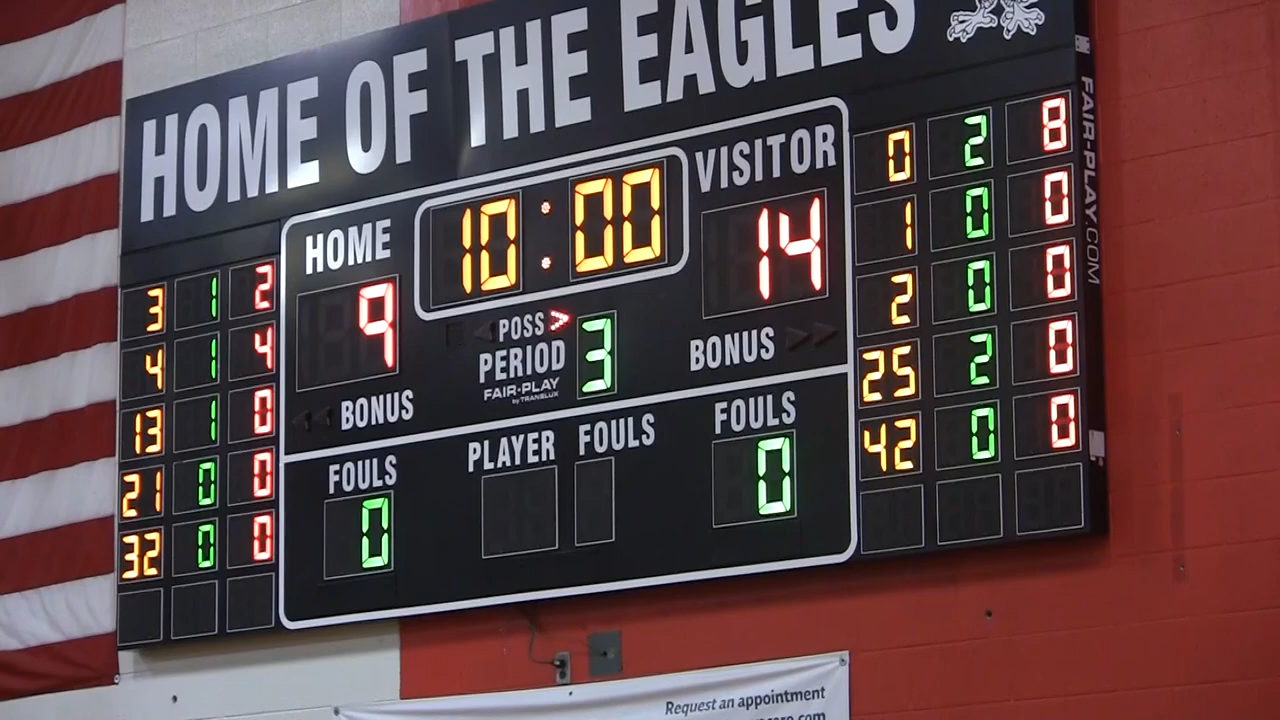 HOME OF THE EAGLES
HOME
9
10:00
VISITOR
14
POSS >
PERIOD 3
FAIR-PLAY
by TRANS-LUX
BONUS
BONUS
FOULS
0
PLAYER FOULS
FOULS
0
3 1 2
4 1 4
13 1 0
21 0 0
32 0 0
0 2 8
1 0 0
2 0 0
25 2 0
42 0 0
FAIR-PLAY.COM
Request an appointment